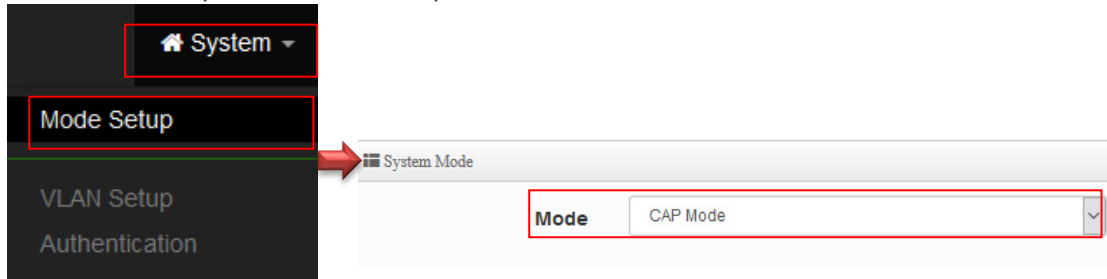 System
Mode Setup
VLAN Setup
Authentication
System Mode
Mode CAP Mode